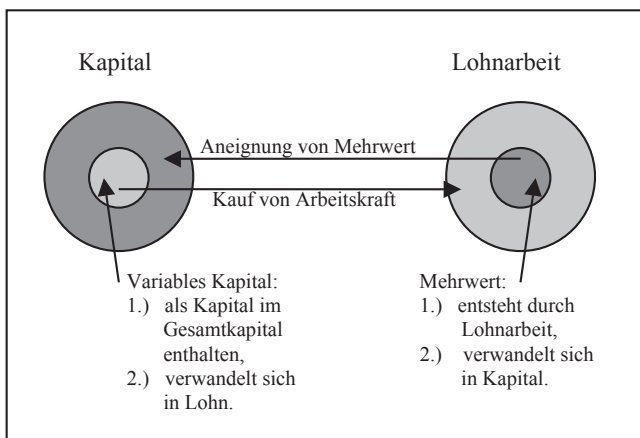 Kapital
Lohnarbeit
Aneignung von Mehrwert
Kauf von Arbeitskraft
Variables Kapital:
1.) als Kapital im
Gesamtkapital
enthalten,
2.) verwandelt sich
in Lohn.
Mehrwert:
1.) entsteht durch
Lohnarbeit,
2.) verwandelt sich
in Kapital.